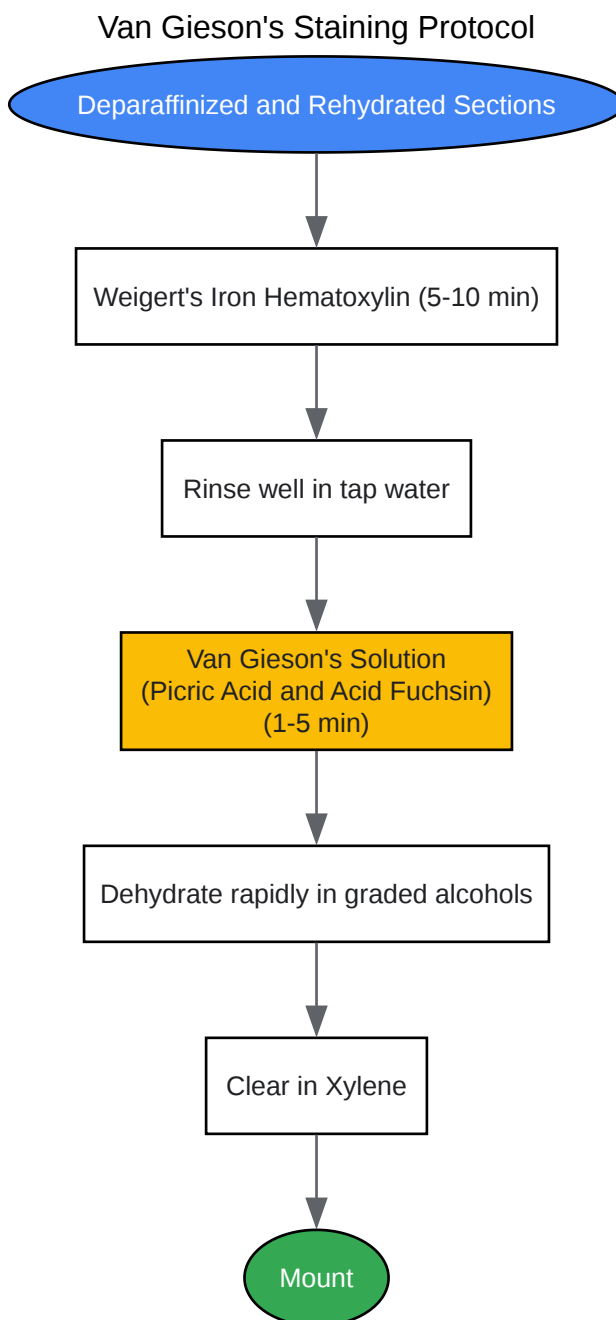 Van Gieson's Staining Protocol
Deparaffinized and Rehydrated Sections
Weigert's Iron Hematoxylin (5-10 min)
Rinse well in tap water
Van Gieson's Solution
(Picric Acid and Acid Fuchsin)
(1-5 min)
Dehydrate rapidly in graded alcohols
Clear in Xylene
Mount